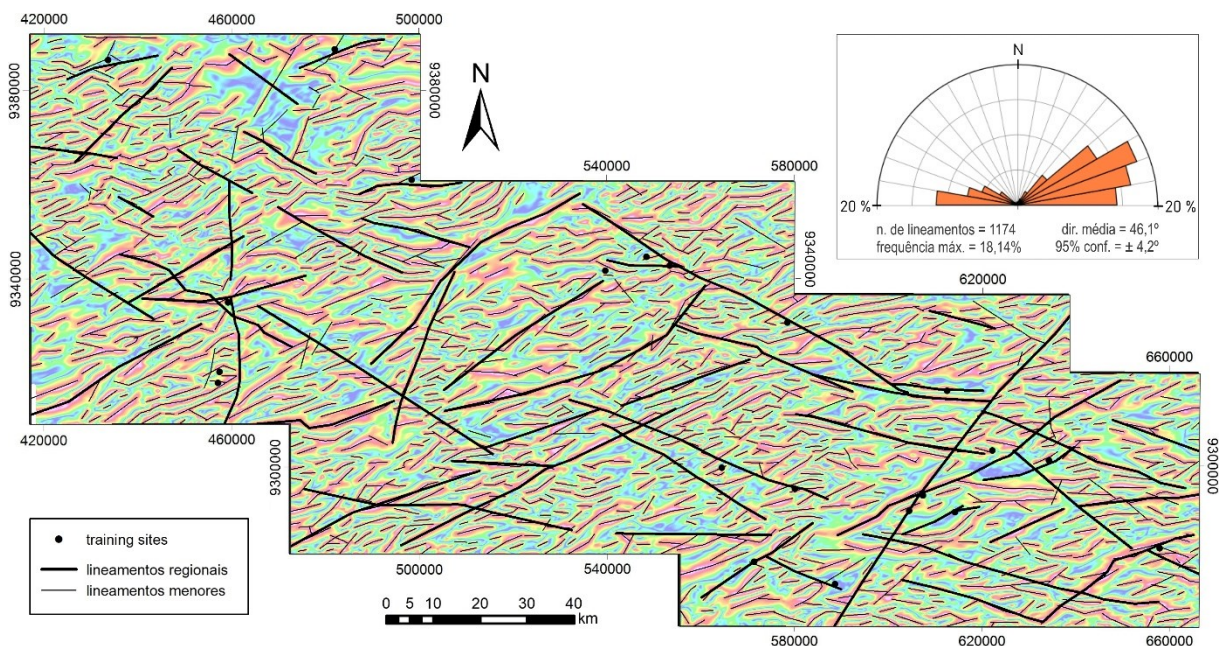 420000
460000
500000
9380000
9380000
N
N
20 %
20 %
n. de lineamentos = 1174
dir. média = 46,1º
frequência máx. = 18,14%
95% conf. = ± 4,2º
540000
580000
9340000
9340000
620000
660000
420000
460000
9300000
9300000
training sites
lineamentos regionais
lineamentos menores
500000
540000
0 5 10 20 30 40
km
580000
620000
660000